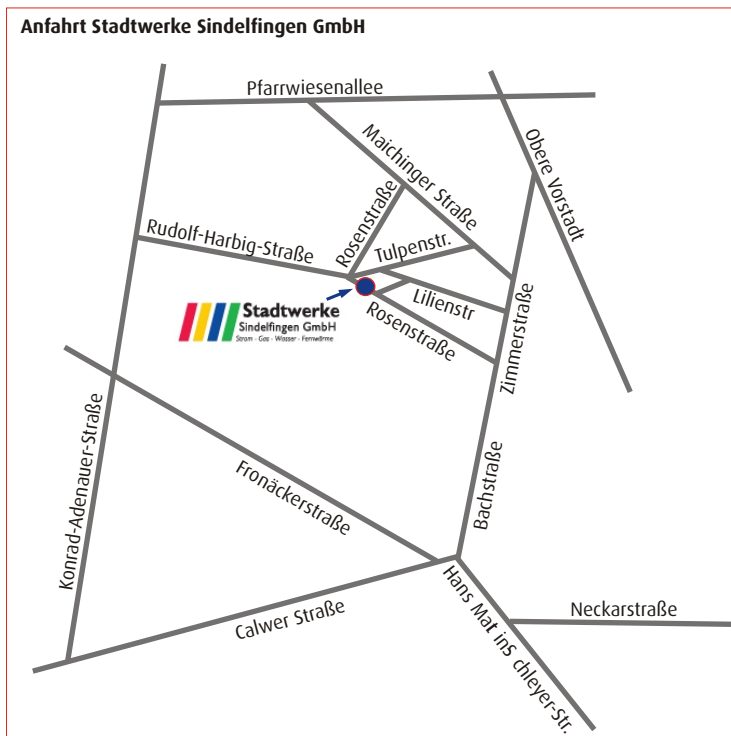 Anfahrt Stadtwerke Sindelfingen GmbH
Pfarrwiesenallee
Obere Vorstadt
Maichinger Straße
Rosenstraße
Rudolf-Harbig-Straße
Tulpenstr.
Lilienstr
Stadtwerke
Sindelfingen GmbH
Strom - Gas - Wasser - Fernwärme
Rosenstraße
Zimmerstraße
Konrad-Adenauer-Straße
Fronäckerstraße
Bachstraße
Calwer Straße
Hans Mat inS chleyer-Str.
Neckarstraße